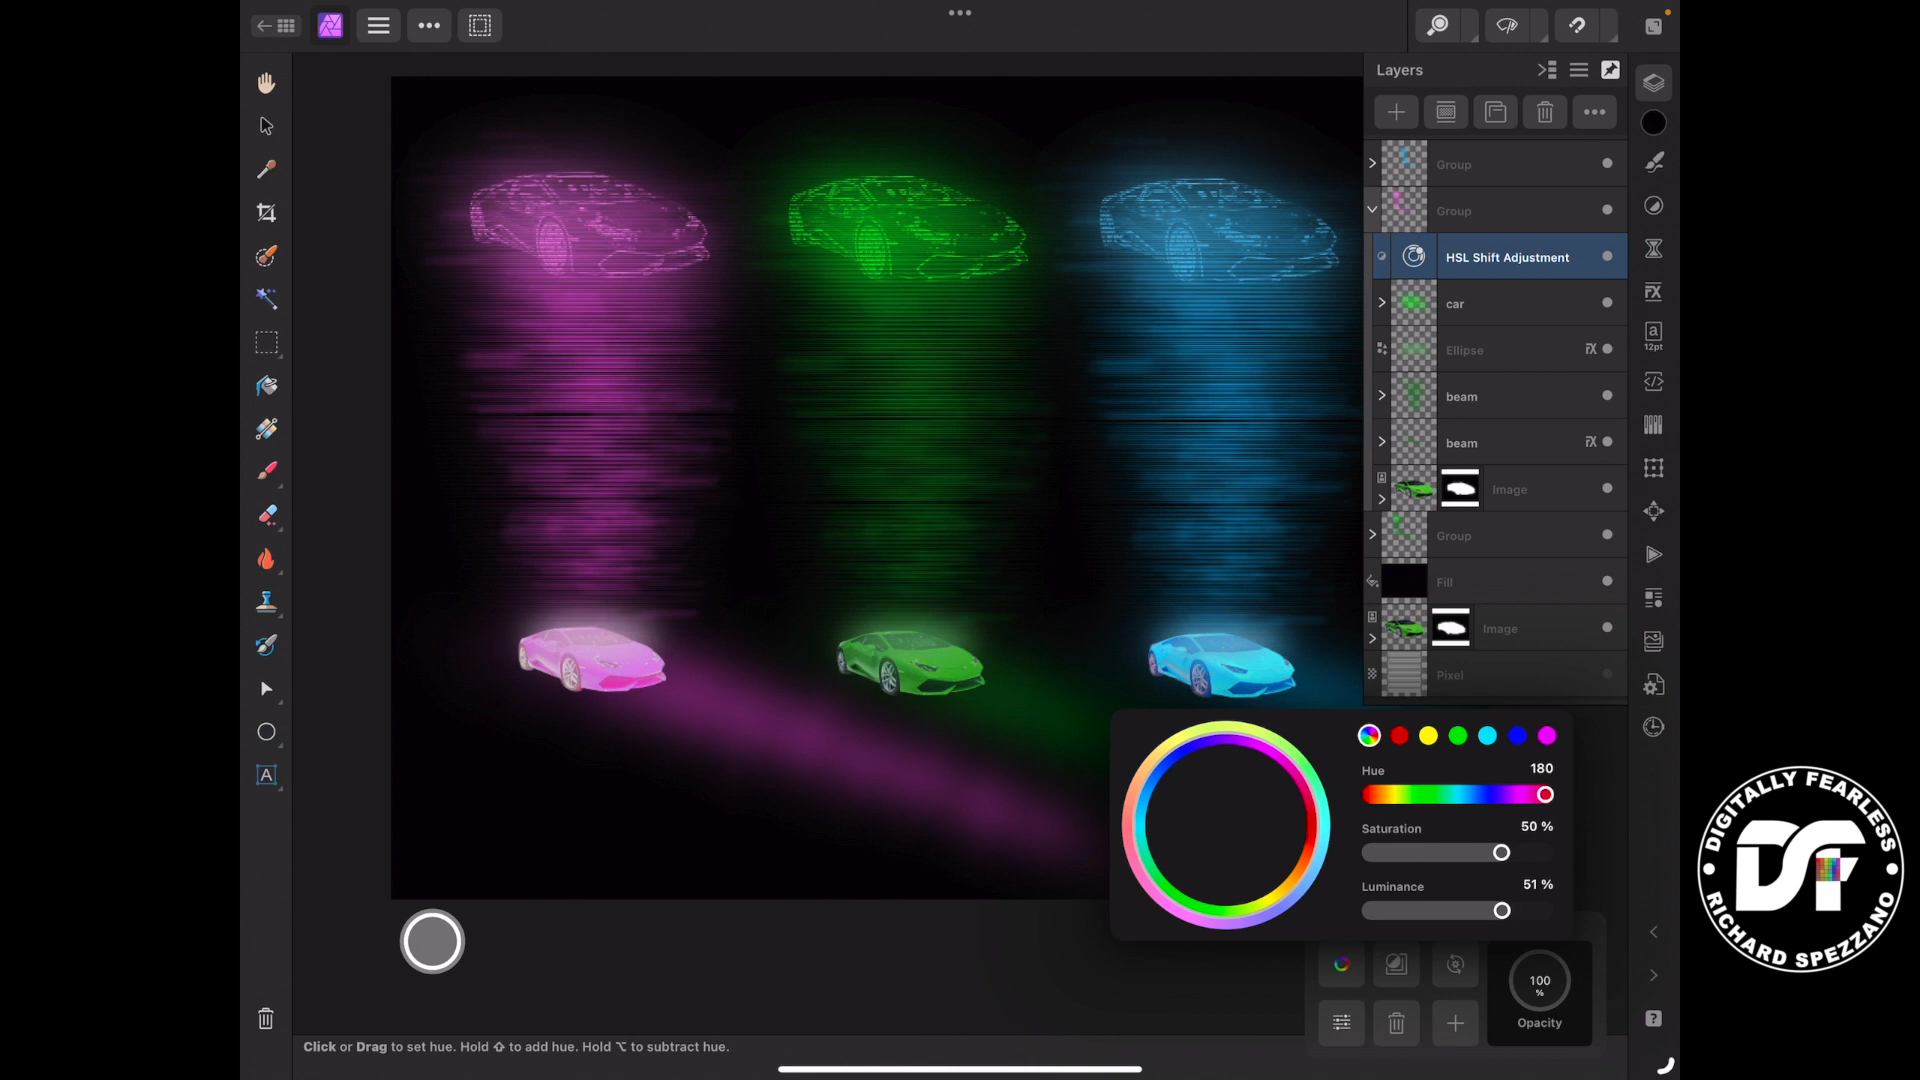 Layers
Group
Group
HSL Shift Adjustment
car
Ellipse
beam
beam
Image
Group
Fill
Image
Pixel
a
12pt
Hue 180
Saturation 50 %
Luminance 51 %
100
%
Opacity
A
?
Click or Drag to set hue. Hold ⇧ to add hue. Hold ⌥ to subtract hue.
DIGITALLY FEARLESS
DSF
RICHARD SPEZZANO